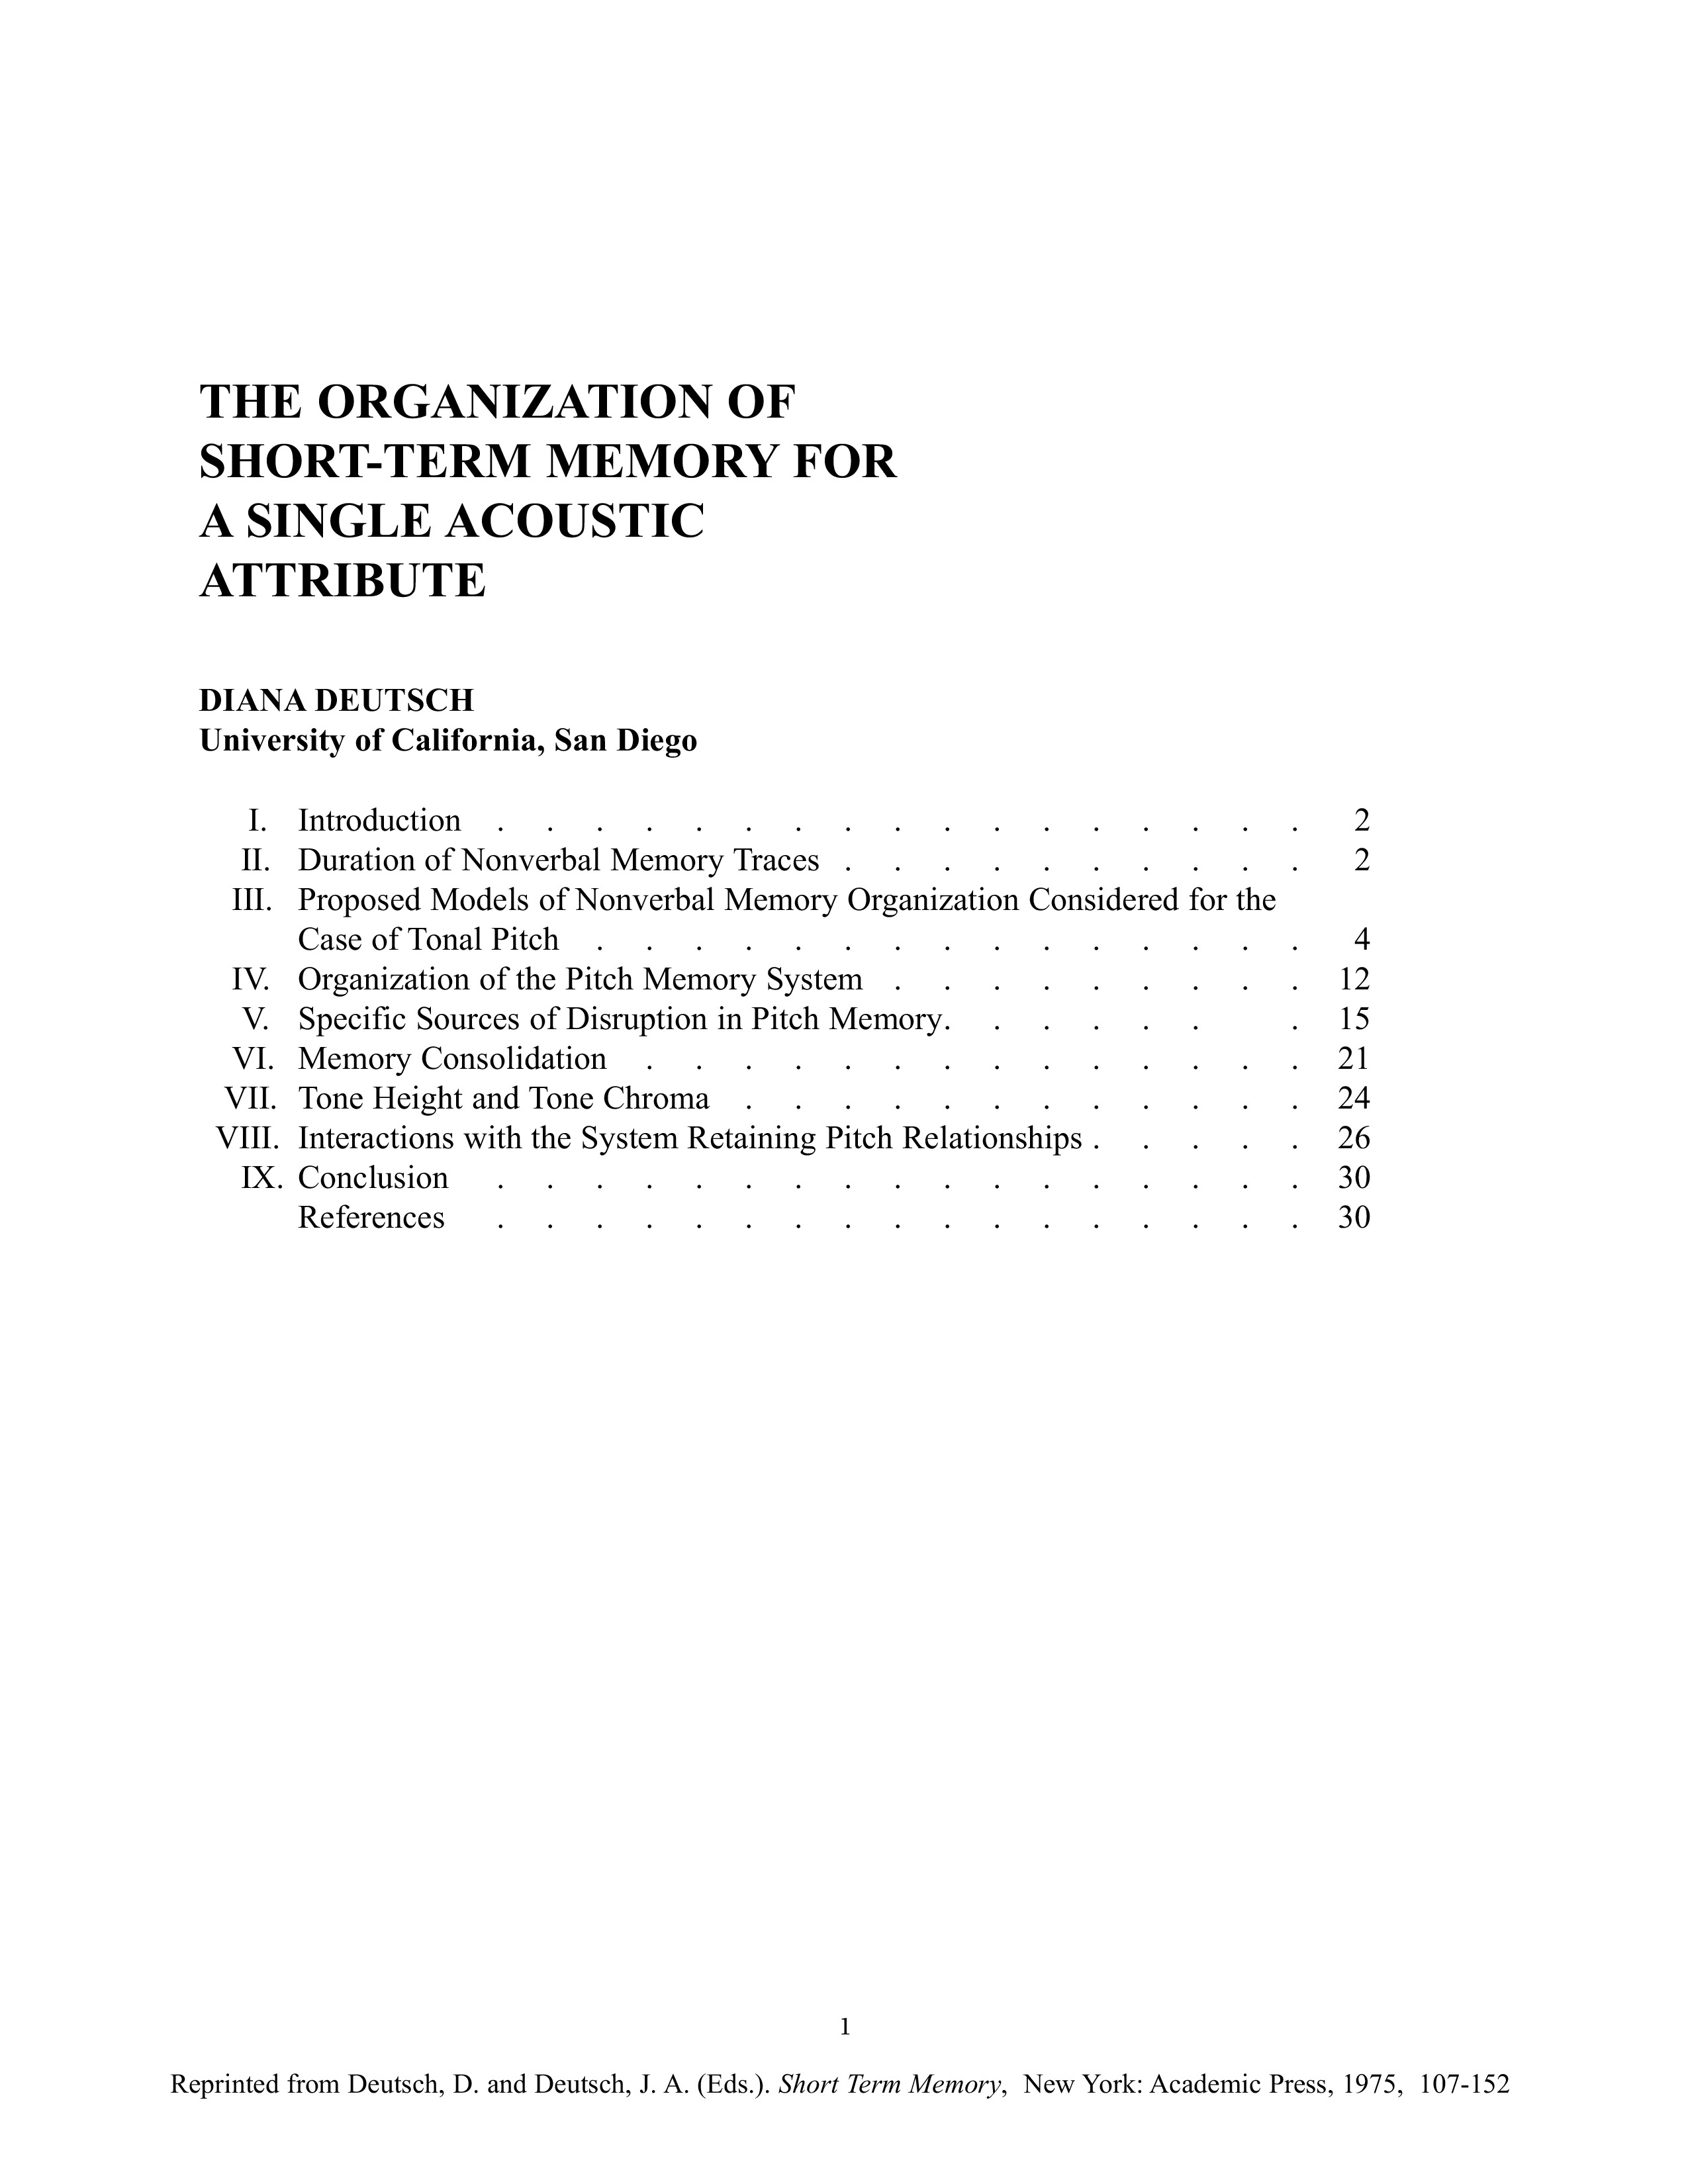 THE ORGANIZATION OF
SHORT-TERM MEMORY FOR
A SINGLE ACOUSTIC
ATTRIBUTE
DIANA DEUTSCH
University of California, San Diego
I. Introduction . . . . . . . . . . . . . . . . . 2
II. Duration of Nonverbal Memory Traces . . . . . . . . . . 2
III. Proposed Models of Nonverbal Memory Organization Considered for the
Case of Tonal Pitch . . . . . . . . . . . . . . . 4
IV. Organization of the Pitch Memory System . . . . . . . . . 12
V. Specific Sources of Disruption in Pitch Memory. . . . . . . 15
VI. Memory Consolidation . . . . . . . . . . . . . . 21
VII. Tone Height and Tone Chroma . . . . . . . . . . . . 24
VIII. Interactions with the System Retaining Pitch Relationships . . . . . 26
IX. Conclusion . . . . . . . . . . . . . . . . . 30
References . . . . . . . . . . . . . . . . . 30
1
Reprinted from Deutsch, D. and Deutsch, J. A. (Eds.). Short Term Memory, New York: Academic Press, 1975, 107-152